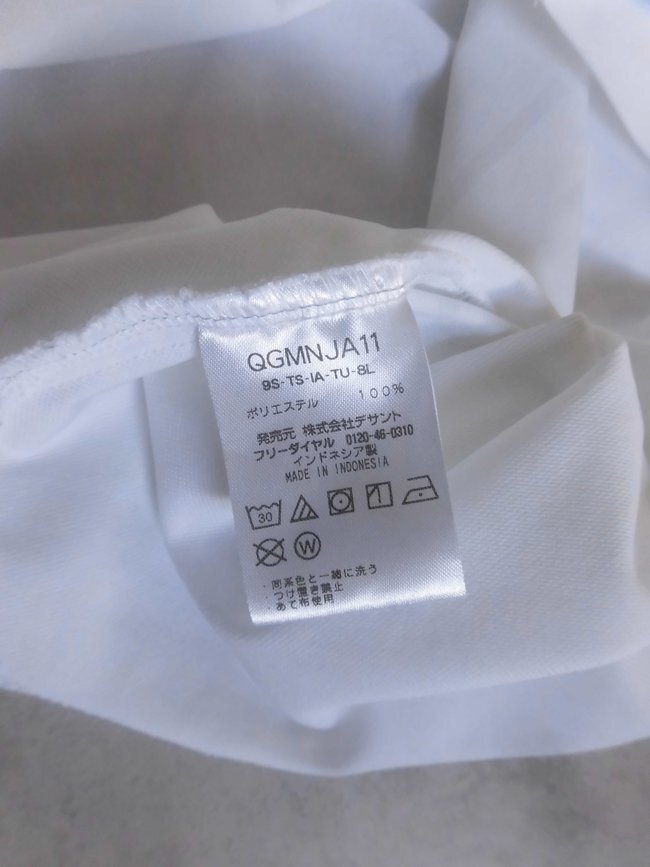 QGMNJA11
9S-TS-IA-TU-8L
ポリエステル 100%
発売元 株式会社デサント
フリーダイヤル 0120-46-0310
インドネシア製
MADE IN INDONESIA
30
W
・同系色と一緒に洗う
・つけ置き禁止
・あて布使用